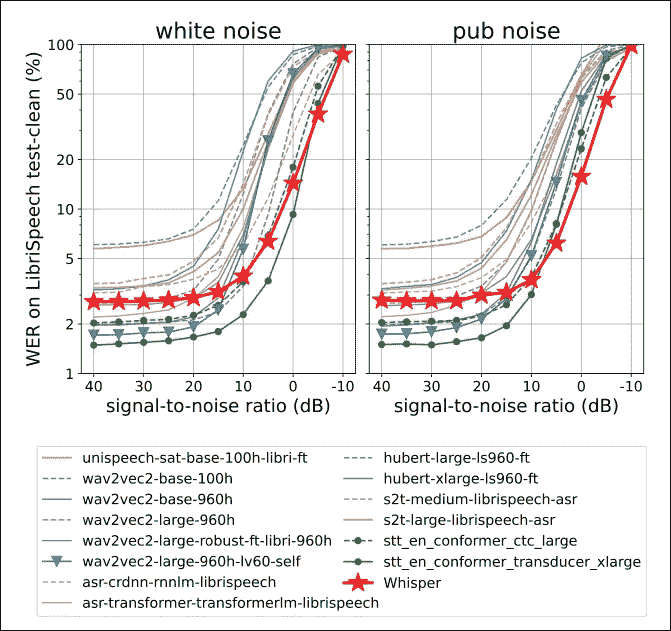 white noise
pub noise
WER on LibriSpeech test-clean (%)
100
50
20
10
5
2
1
40 30 20 10 0 -10
40 30 20 10 0 -10
signal-to-noise ratio (dB)
signal-to-noise ratio (dB)
unispeech-sat-base-100h-libri-ft
wav2vec2-base-100h
wav2vec2-base-960h
wav2vec2-large-960h
wav2vec2-large-robust-ft-libri-960h
wav2vec2-large-960h-lv60-self
asr-crdnn-rnnlm-librispeech
asr-transformer-transformerlm-librispeech
hubert-large-ls960-ft
hubert-xlarge-ls960-ft
s2t-medium-librispeech-asr
s2t-large-librispeech-asr
stt_en_conformer_ctc_large
stt_en_conformer_transducer_xlarge
Whisper